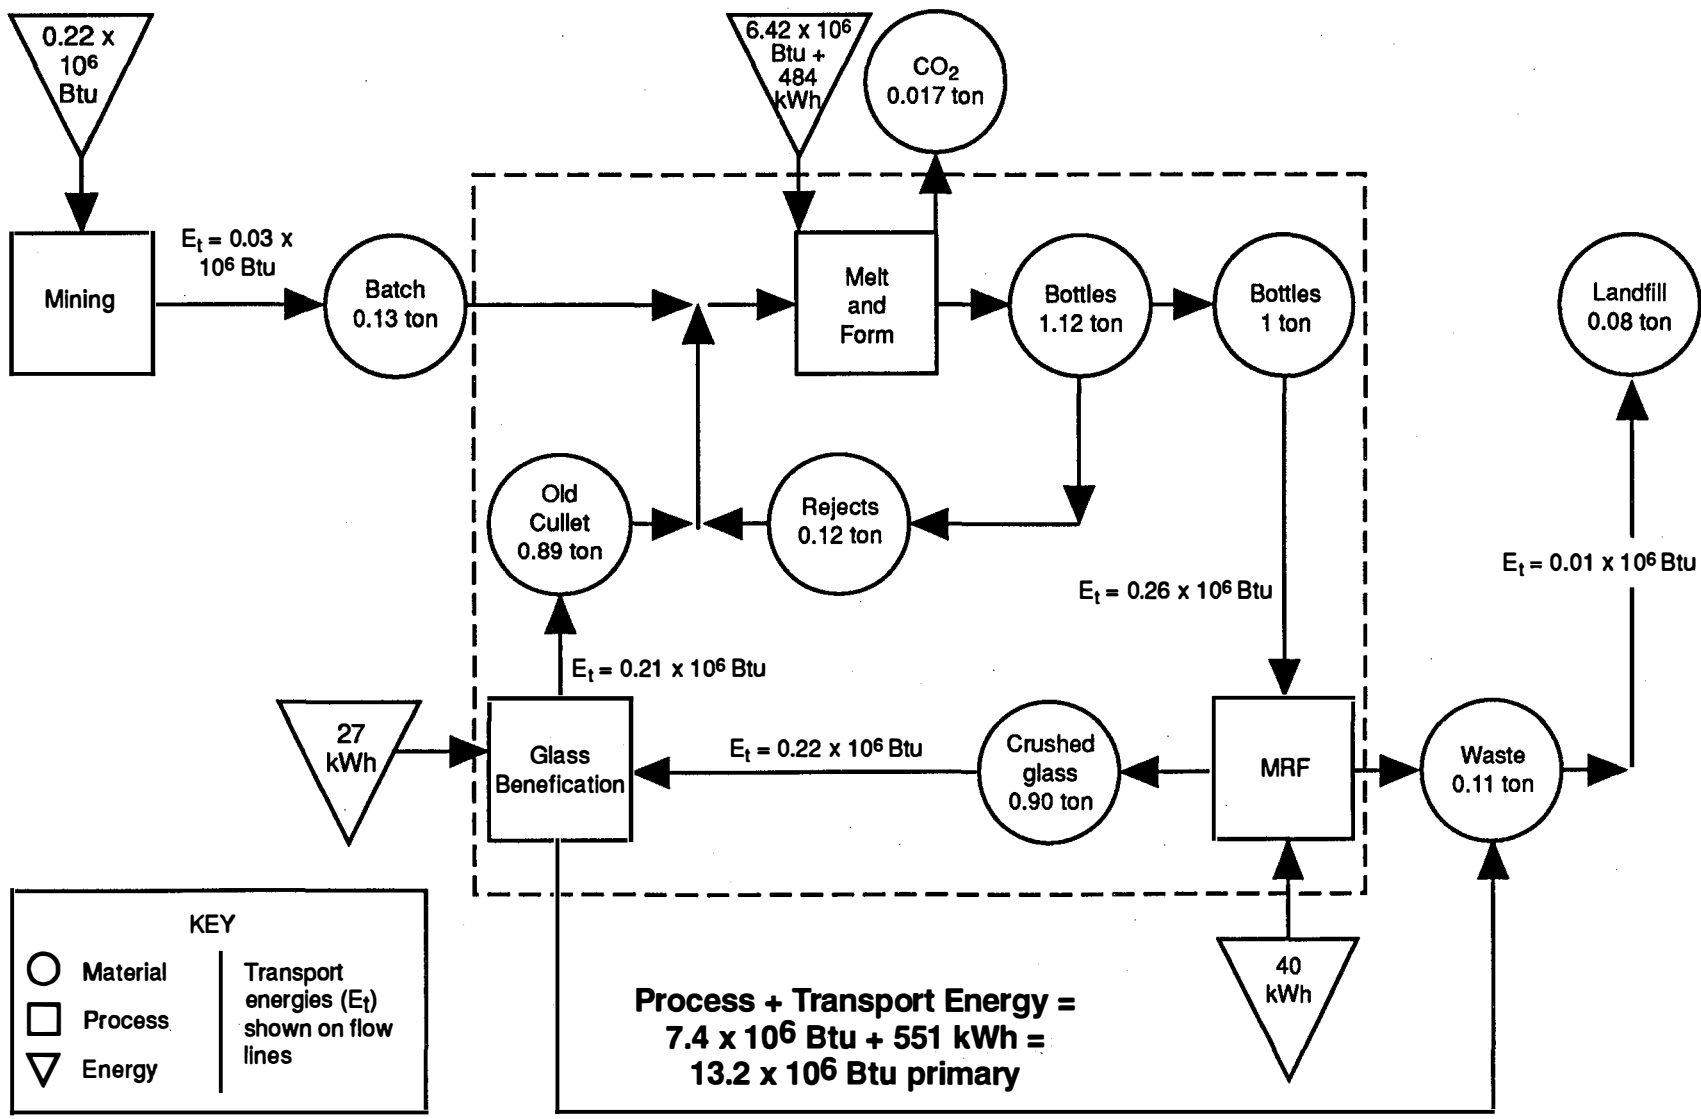 0.22 x
10⁶
Btu
6.42 x 10⁶
Btu +
484
kWh
CO₂
0.017 ton
Mining
Eₜ = 0.03 x
10⁶ Btu
Batch
0.13 ton
Melt
and
Form
Bottles
1.12 ton
Bottles
1 ton
Landfill
0.08 ton
Old
Cullet
0.89 ton
Rejects
0.12 ton
Eₜ = 0.26 x 10⁶ Btu
Eₜ = 0.01 x 10⁶ Btu
Eₜ = 0.21 x 10⁶ Btu
27
kWh
Glass
Benefication
Eₜ = 0.22 x 10⁶ Btu
Crushed
glass
0.90 ton
MRF
Waste
0.11 ton
40
kWh
KEY
Material
Process
Energy
Transport
energies (Eₜ)
shown on flow
lines
Process + Transport Energy =
7.4 x 10⁶ Btu + 551 kWh =
13.2 x 10⁶ Btu primary